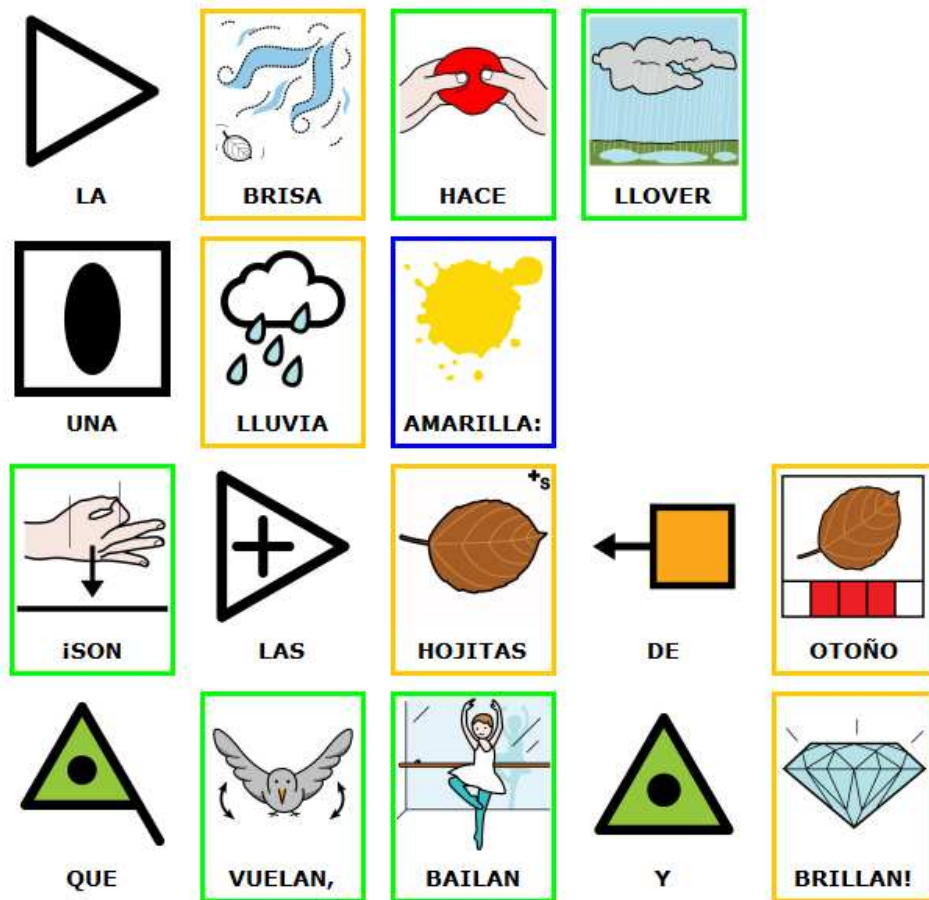 LA BRISA HACE LLOVER
UNA LLUVIA AMARILLA:
+s
¡SON LAS HOJITAS DE OTOÑO
QUE VUELAN, BAILAN Y BRILLAN!